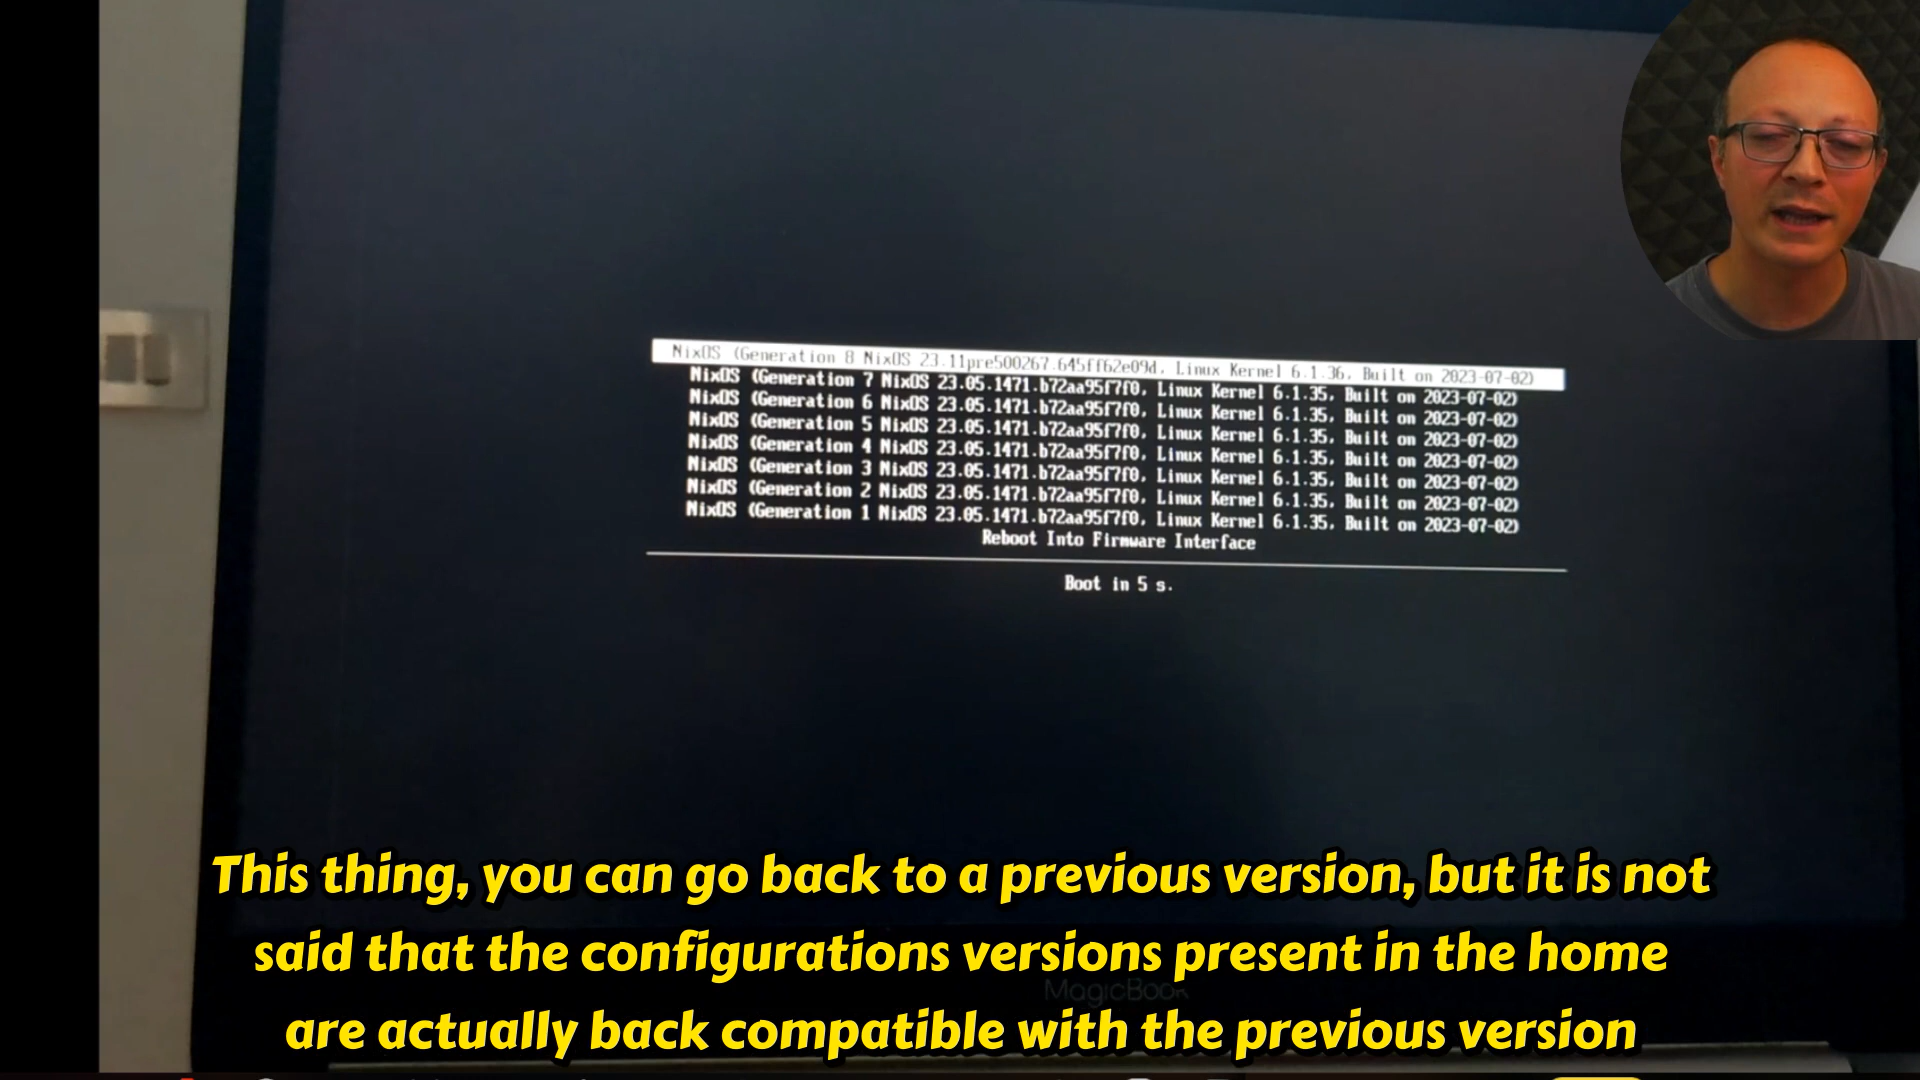 NixOS (Generation 8 NixOS 23.11pre500267.645ff62e09d, Linux Kernel 6.1.36, Built on 2023-07-02)
NixOS (Generation 7 NixOS 23.05.1471.b72aa95f7f0, Linux Kernel 6.1.35, Built on 2023-07-02)
NixOS (Generation 6 NixOS 23.05.1471.b72aa95f7f0, Linux Kernel 6.1.35, Built on 2023-07-02)
NixOS (Generation 5 NixOS 23.05.1471.b72aa95f7f0, Linux Kernel 6.1.35, Built on 2023-07-02)
NixOS (Generation 4 NixOS 23.05.1471.b72aa95f7f0, Linux Kernel 6.1.35, Built on 2023-07-02)
NixOS (Generation 3 NixOS 23.05.1471.b72aa95f7f0, Linux Kernel 6.1.35, Built on 2023-07-02)
NixOS (Generation 2 NixOS 23.05.1471.b72aa95f7f0, Linux Kernel 6.1.35, Built on 2023-07-02)
NixOS (Generation 1 NixOS 23.05.1471.b72aa95f7f0, Linux Kernel 6.1.35, Built on 2023-07-02)
Reboot Into Firmware Interface
Boot in 5 s.
This thing, you can go back to a previous version, but it is not
said that the configurations versions present in the home
MagicBook
are actually back compatible with the previous version